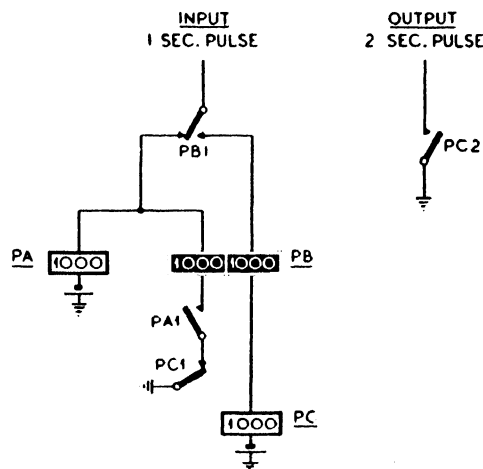 INPUT
1 SEC. PULSE
OUTPUT
2 SEC. PULSE
PB1
PC2
PA
1000
1000
1000
PB
PA1
PC1
1000
PC